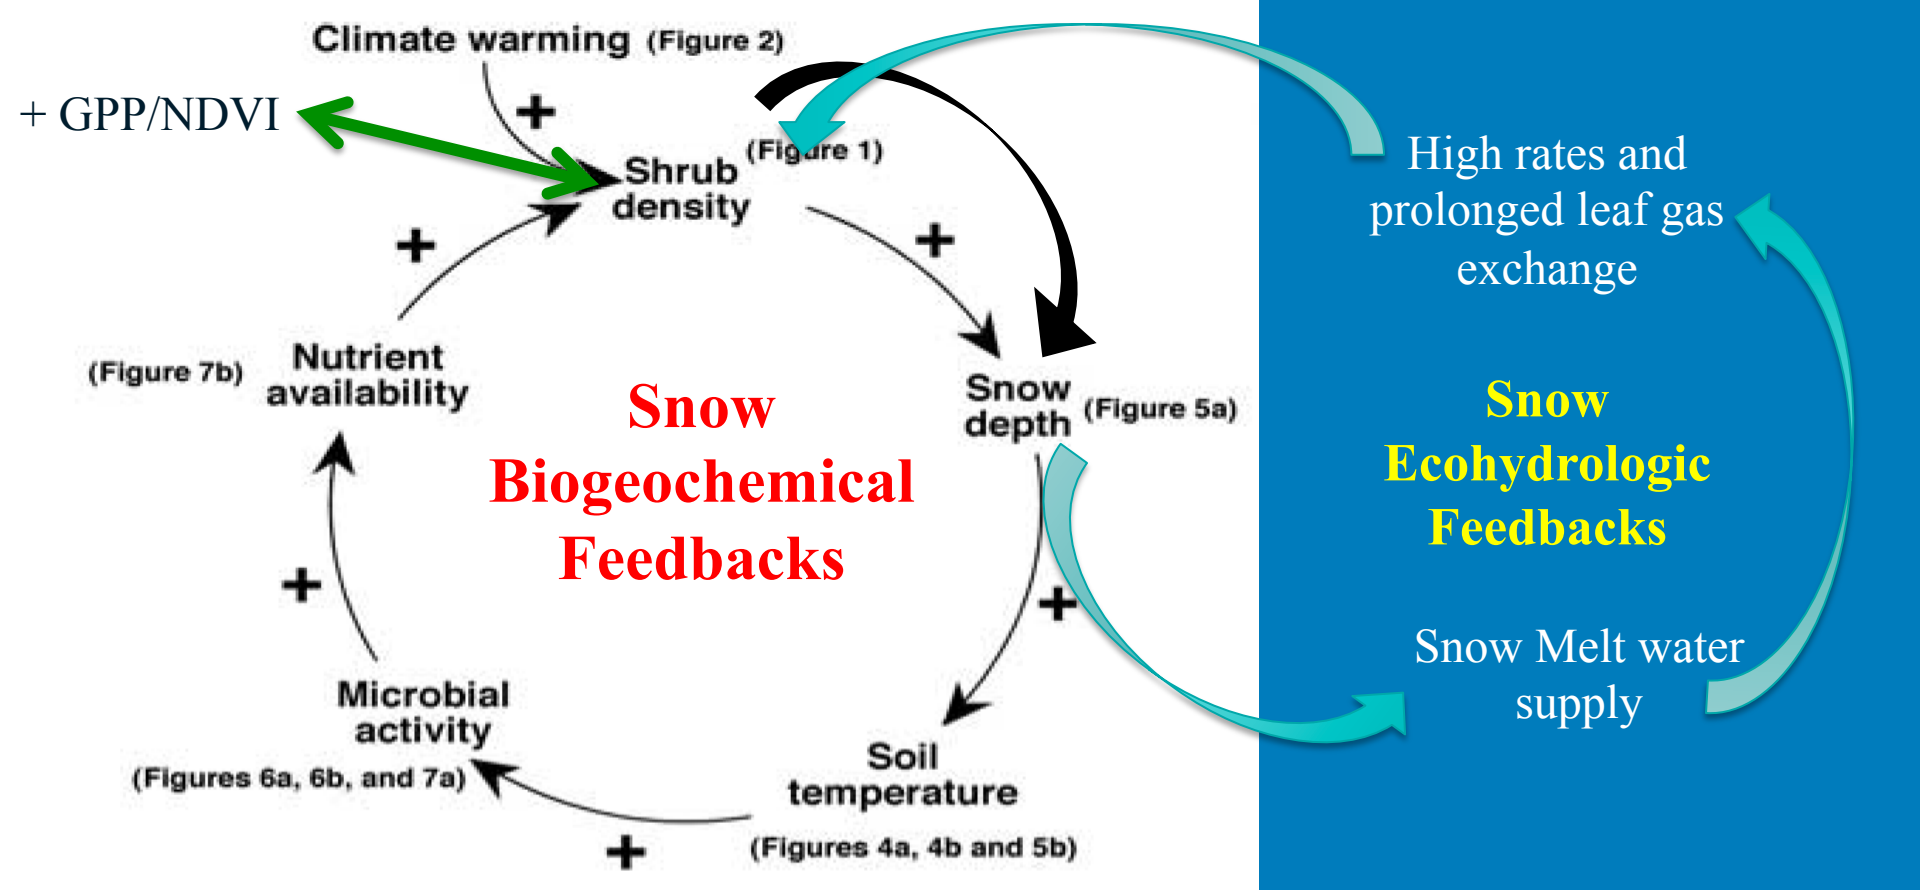 Climate warming (Figure 2)
+ GPP/NDVI
+
Shrub
density
(Figure 1)
+
+
Nutrient
availability
(Figure 7b)
Snow
depth
(Figure 5a)
Snow
Biogeochemical
Feedbacks
+
+
Microbial
activity
(Figures 6a, 6b, and 7a)
Soil
temperature
(Figures 4a, 4b and 5b)
+
High rates and
prolonged leaf gas
exchange
Snow
Ecohydrologic
Feedbacks
Snow Melt water
supply